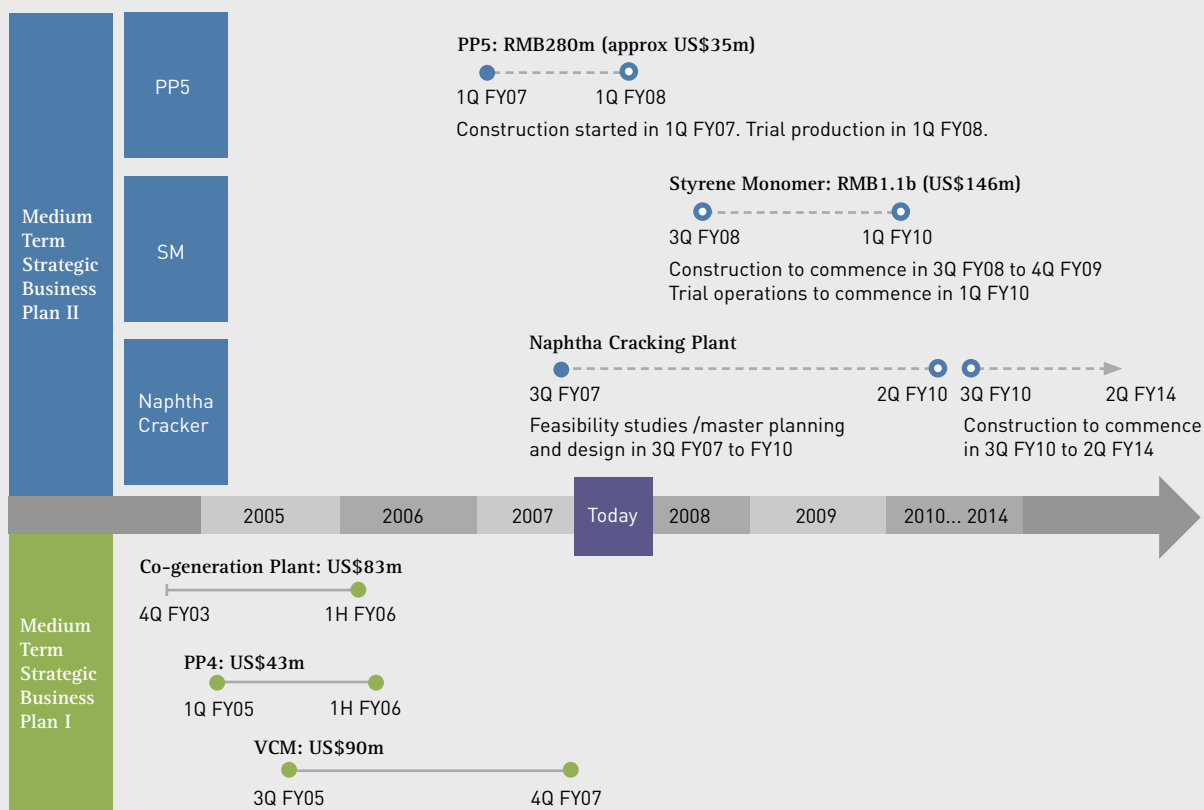 Medium
Term
Strategic
Business
Plan II
PP5
PP5: RMB280m (approx US$35m)
1Q FY07 1Q FY08
Construction started in 1Q FY07. Trial production in 1Q FY08.
SM
Styrene Monomer: RMB1.1b (US$146m)
3Q FY08 1Q FY10
Construction to commence in 3Q FY08 to 4Q FY09
Trial operations to commence in 1Q FY10
Naphtha
Cracker
Naphtha Cracking Plant
3Q FY07 2Q FY10 3Q FY10 2Q FY14
Feasibility studies /master planning
and design in 3Q FY07 to FY10
Construction to commence
in 3Q FY10 to 2Q FY14
2005 2006 2007 Today 2008 2009 2010... 2014
Medium
Term
Strategic
Business
Plan I
Co-generation Plant: US$83m
4Q FY03 1H FY06
PP4: US$43m
1Q FY05 1H FY06
VCM: US$90m
3Q FY05 4Q FY07